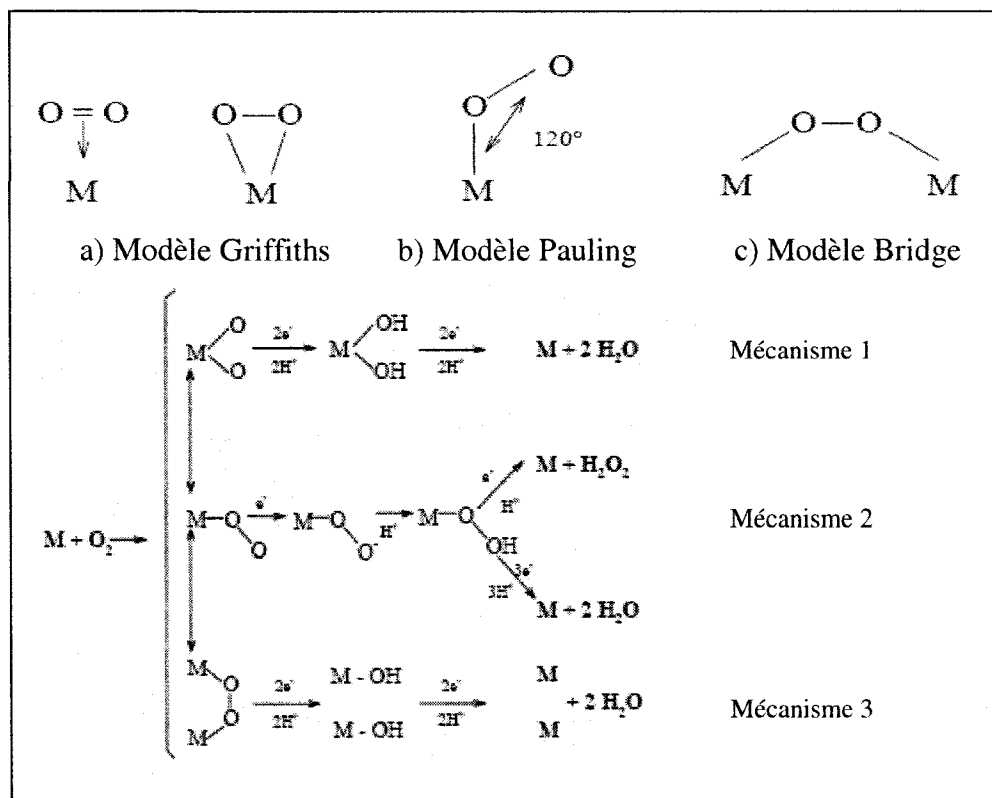 O = O
M
O — O
M
O
O
M
120°
O — O
M M
a) Modèle Griffiths b) Modèle Pauling c) Modèle Bridge
M O O 2e⁻ 2H⁺ M OH OH 2e⁻ 2H⁺ M + 2 H₂O Mécanisme 1
M + O₂ M—O O e⁻ M—O O⁻ H⁺ M—O OH
e⁻ H⁺ M + H₂O₂
Mécanisme 2
3e⁻ 3H⁺ M + 2 H₂O
M O O M 2e⁻ 2H⁺ M - OH M - OH 2e⁻ 2H⁺ M M + 2 H₂O Mécanisme 3